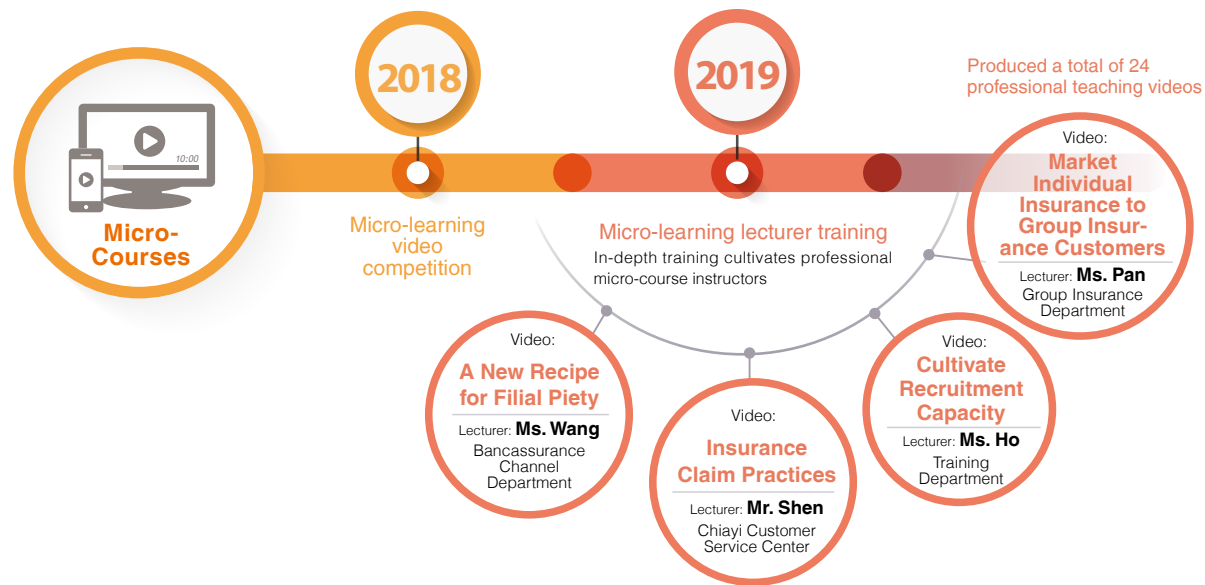 10:00
Micro-
Courses
2018
Micro-learning
video
competition
2019
Micro-learning lecturer training
In-depth training cultivates professional
micro-course instructors
Produced a total of 24
professional teaching videos
Video:
A New Recipe
for Filial Piety
Lecturer: Ms. Wang
Bancassurance
Channel
Department
Video:
Insurance
Claim Practices
Lecturer: Mr. Shen
Chiayi Customer
Service Center
Video:
Cultivate
Recruitment
Capacity
Lecturer: Ms. Ho
Training
Department
Video:
Market
Individual
Insurance to
Group Insur-
ance Customers
Lecturer: Ms. Pan
Group Insurance
Department